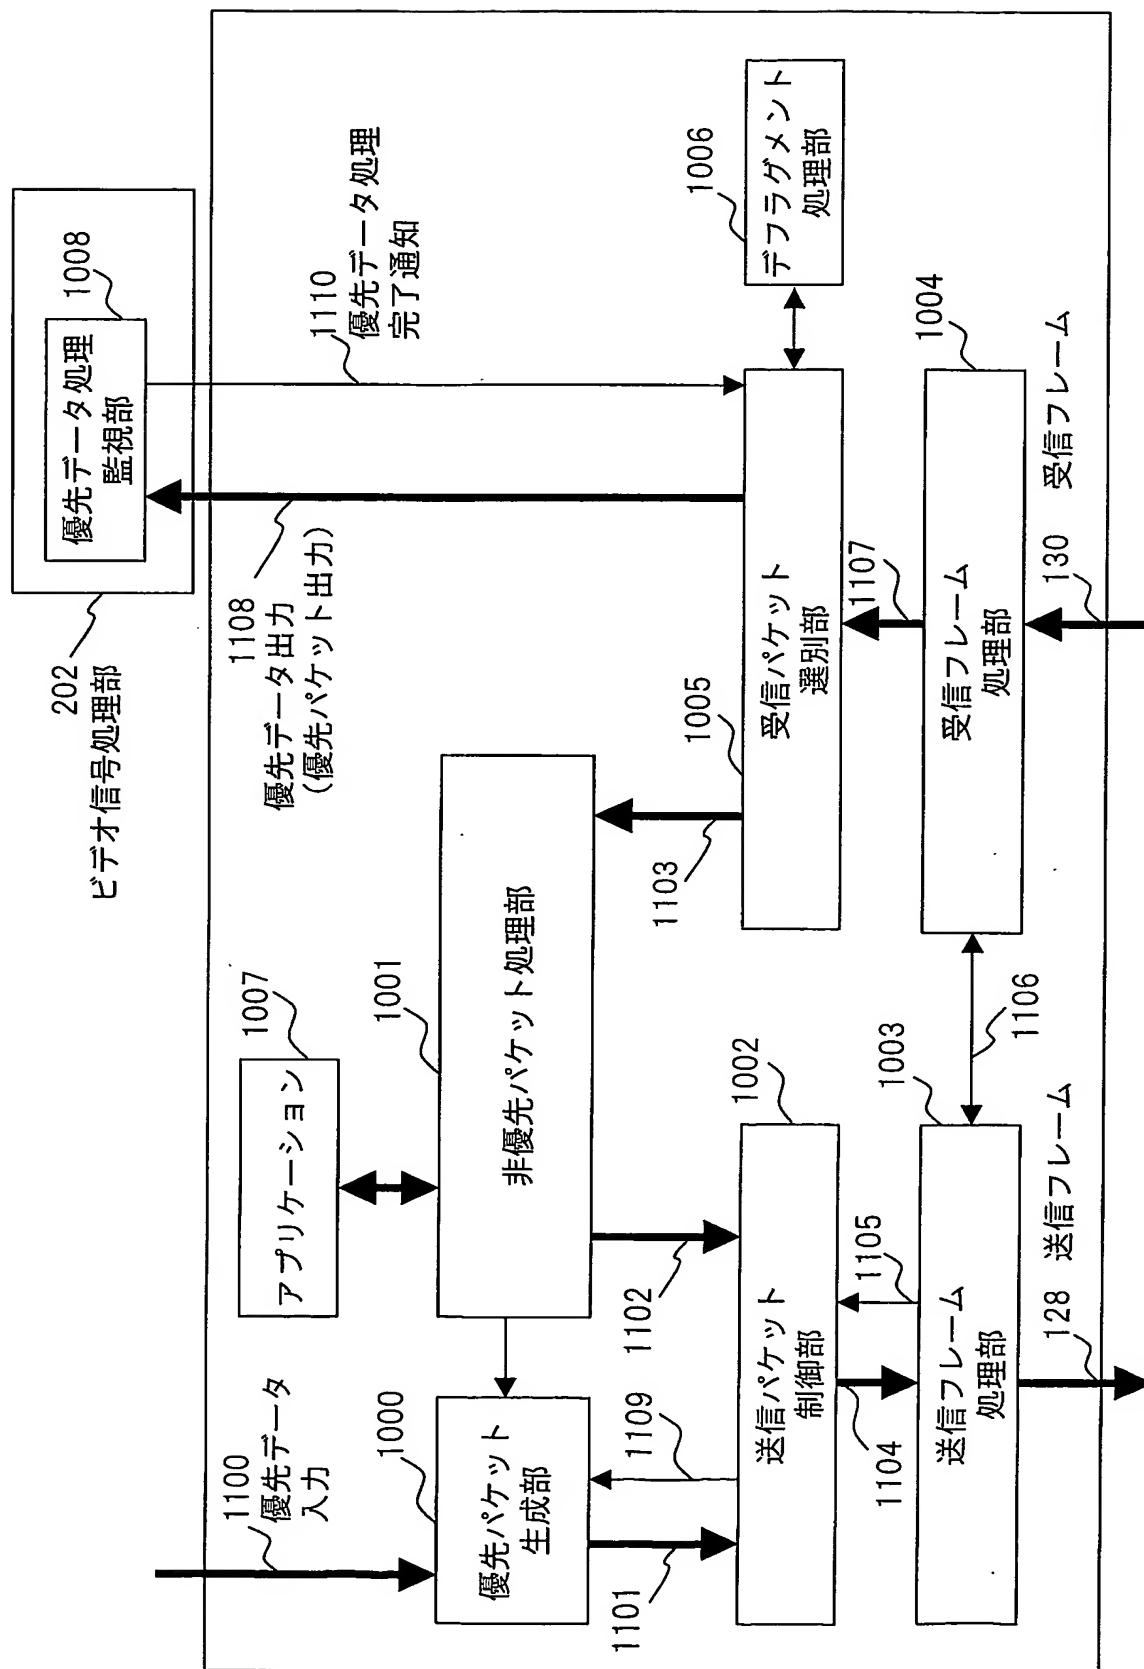 202
ビデオ信号処理部
優先データ処理
監視部
1008
1100
優先データ
入力
アプリケーション
1007
1108
優先データ出力
(優先パケット出力)
1110
優先データ処理
完了通知
優先パケット
生成部
1000
非優先パケット処理部
1001
1101
1109
1102
1103
1005
1006
デフラグメント
処理部
送信パケット
制御部
1002
受信パケット
選別部
1104
1105
1107
1003
1004
送信フレーム
処理部
1106
受信フレーム
処理部
128 送信フレーム
130 受信フレーム